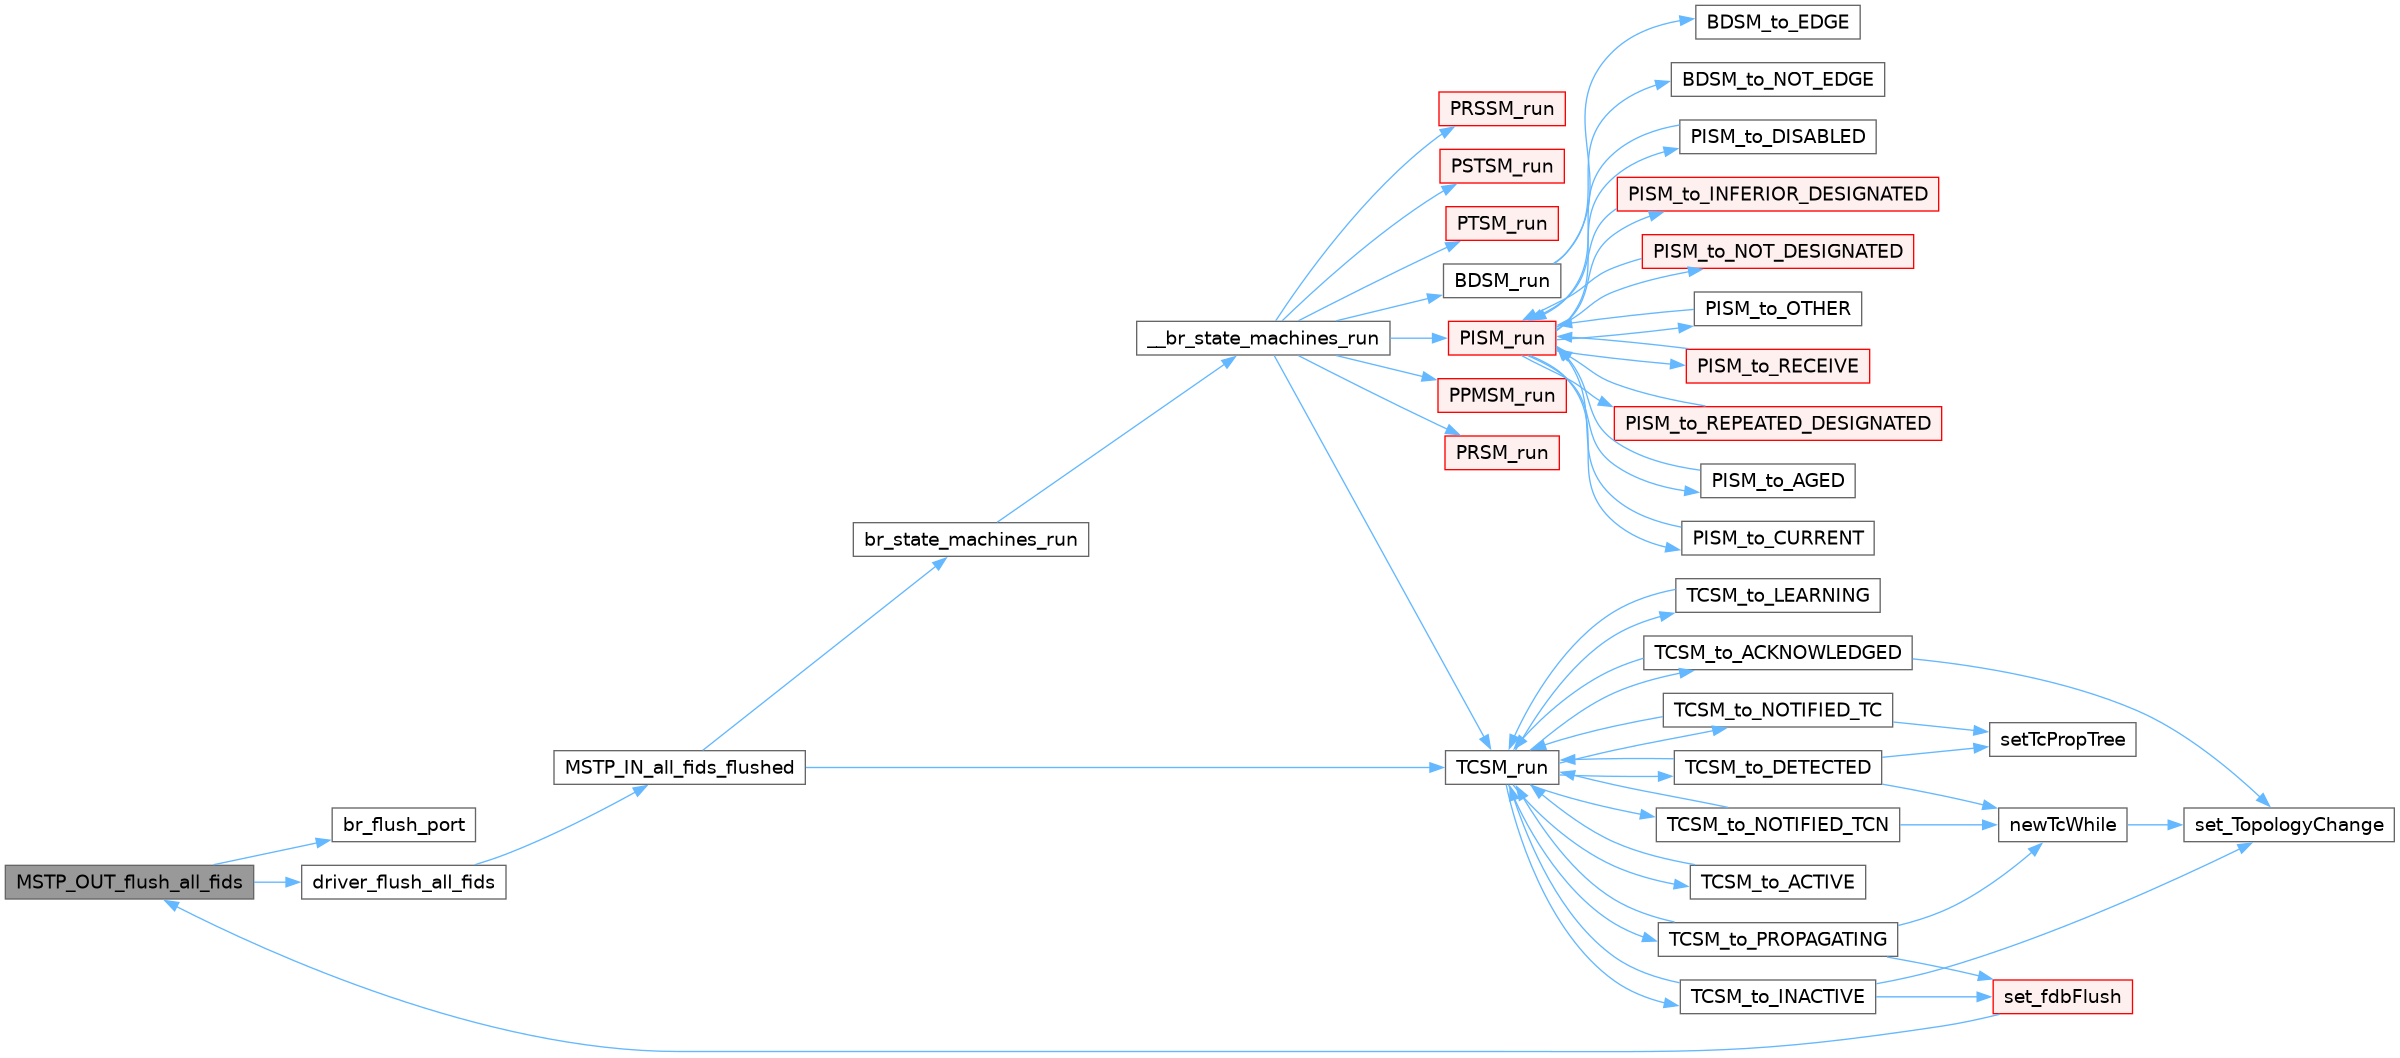 BDSM_to_EDGE
BDSM_to_NOT_EDGE
PRSSM_run
PISM_to_DISABLED
PSTSM_run
PISM_to_INFERIOR_DESIGNATED
PTSM_run
PISM_to_NOT_DESIGNATED
BDSM_run
PISM_to_OTHER
__br_state_machines_run
PISM_run
PISM_to_RECEIVE
PPMSM_run
PISM_to_REPEATED_DESIGNATED
PRSM_run
PISM_to_AGED
br_state_machines_run
PISM_to_CURRENT
TCSM_to_LEARNING
TCSM_to_ACKNOWLEDGED
TCSM_to_NOTIFIED_TC
setTcPropTree
MSTP_IN_all_fids_flushed
TCSM_run
TCSM_to_DETECTED
br_flush_port
TCSM_to_NOTIFIED_TCN
newTcWhile
set_TopologyChange
MSTP_OUT_flush_all_fids
driver_flush_all_fids
TCSM_to_ACTIVE
TCSM_to_PROPAGATING
TCSM_to_INACTIVE
set_fdbFlush